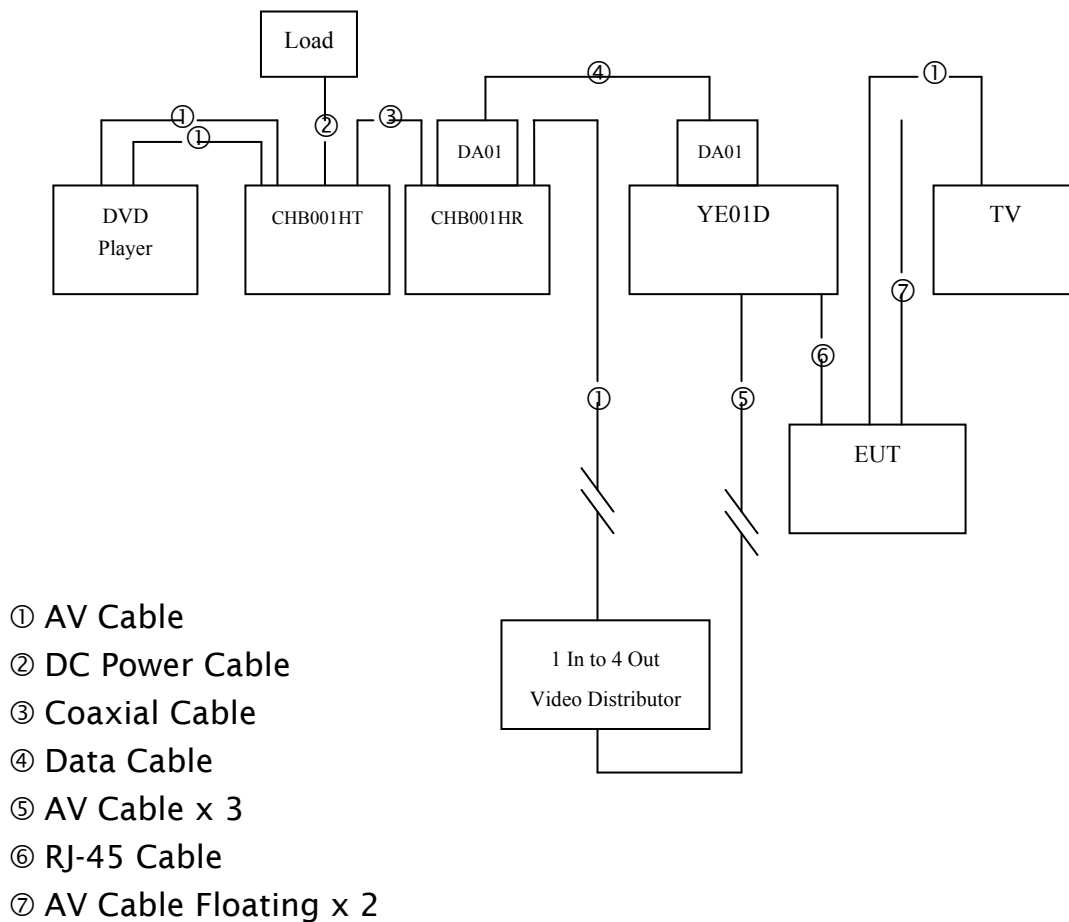 Load
④
①
①
③
②
①
DA01
DA01
DVD
Player
CHB001HT
CHB001HR
YE01D
TV
⑦
⑥
①
⑤
EUT
① AV Cable
② DC Power Cable
③ Coaxial Cable
④ Data Cable
⑤ AV Cable x 3
⑥ RJ-45 Cable
⑦ AV Cable Floating x 2
1 In to 4 Out
Video Distributor